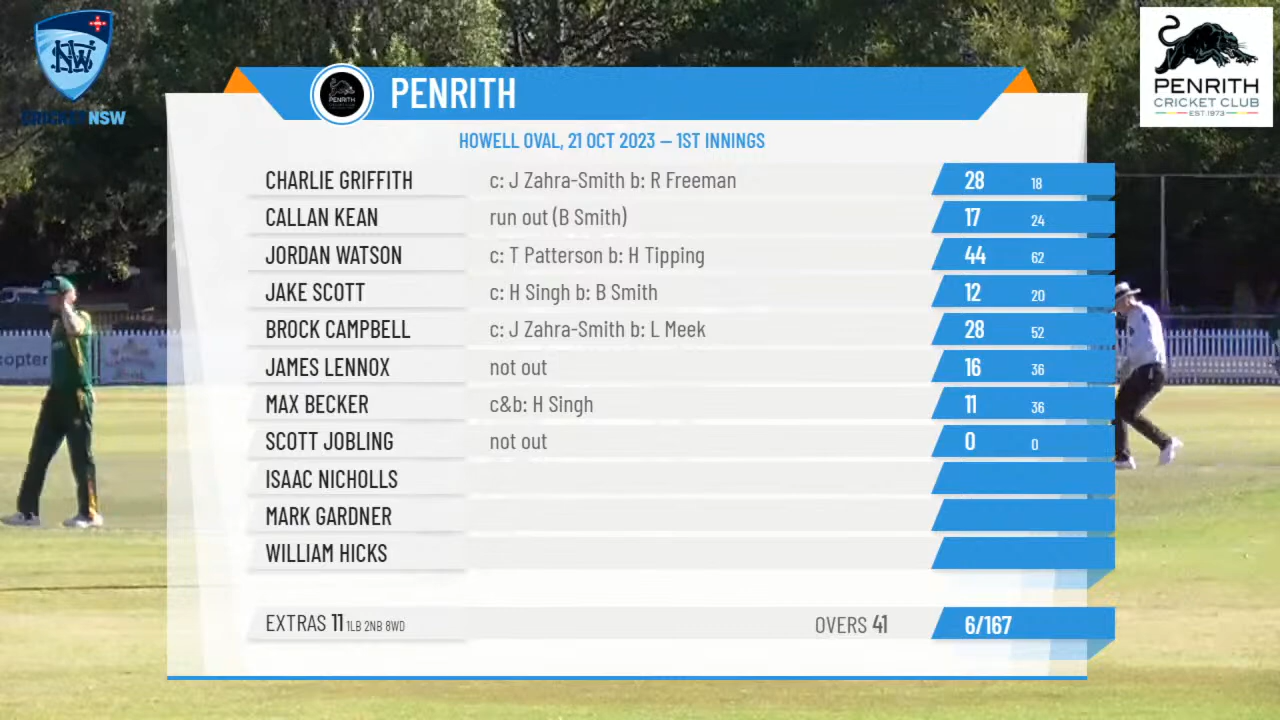 CRICKET NSW
PENRITH
CRICKET CLUB
EST 1973
PENRITH
PENRITH
HOWELL OVAL, 21 OCT 2023 – 1ST INNINGS
CHARLIE GRIFFITH c: J Zahra-Smith b: R Freeman 28 18
CALLAN KEAN run out (B Smith) 17 24
JORDAN WATSON c: T Patterson b: H Tipping 44 62
JAKE SCOTT c: H Singh b: B Smith 12 20
BROCK CAMPBELL c: J Zahra-Smith b: L Meek 28 52
JAMES LENNOX not out 16 36
MAX BECKER c&b: H Singh 11 36
SCOTT JOBLING not out 0 0
ISAAC NICHOLLS
MARK GARDNER
WILLIAM HICKS
EXTRAS 11 1LB 2NB 8WD OVERS 41 6/167